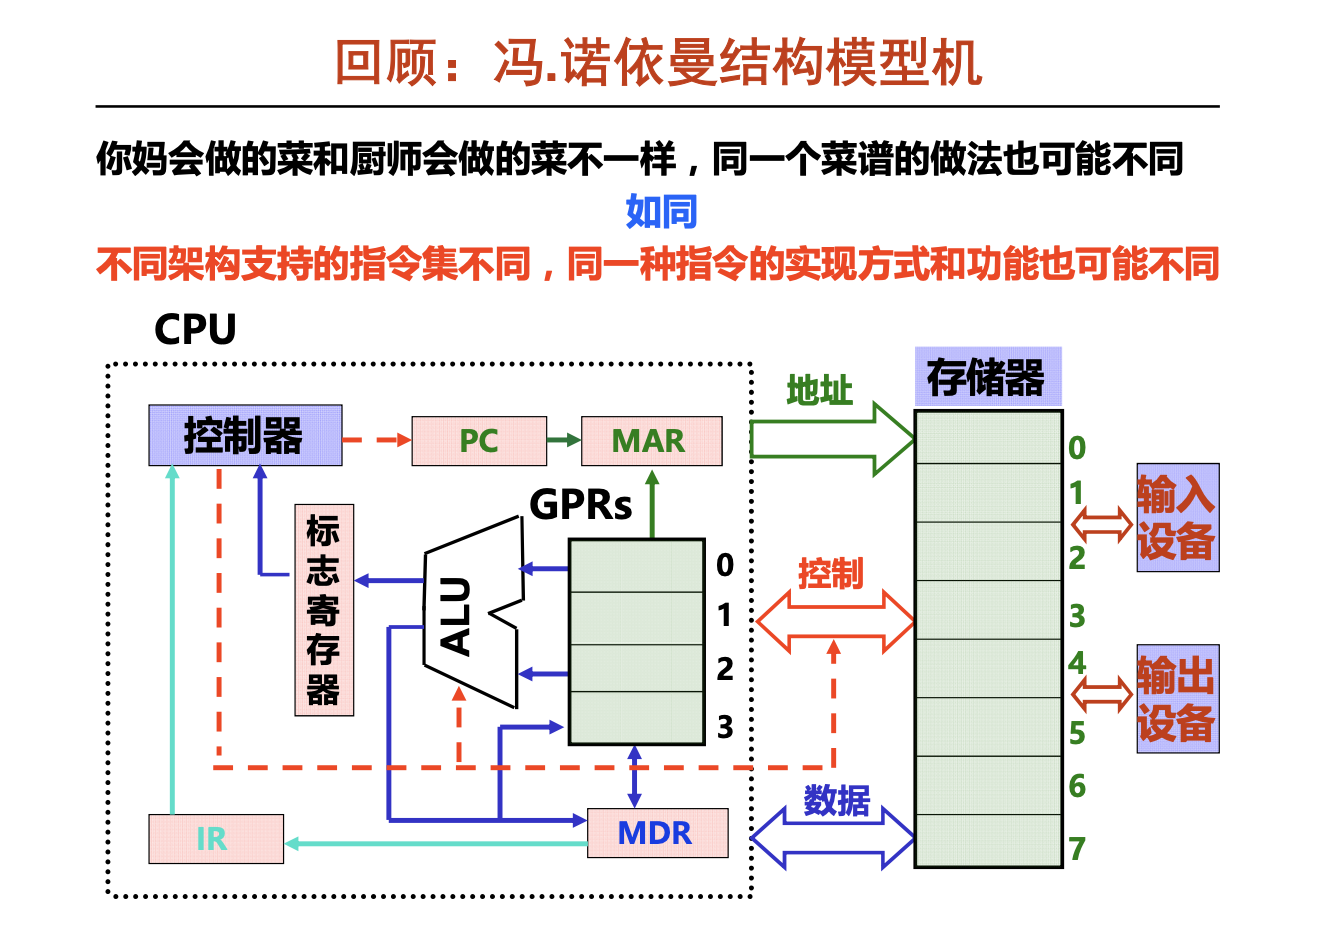 回顾：冯.诺依曼结构模型机
你妈会做的菜和厨师会做的菜不一样，同一个菜谱的做法也可能不同
如同
不同架构支持的指令集不同，同一种指令的实现方式和功能也可能不同
CPU
控制器
PC
MAR
GPRs
标志寄存器
ALU
0
1
2
3
IR
MDR
地址
控制
数据
存储器
0
1
2
3
4
5
6
7
输入
设备
输出
设备